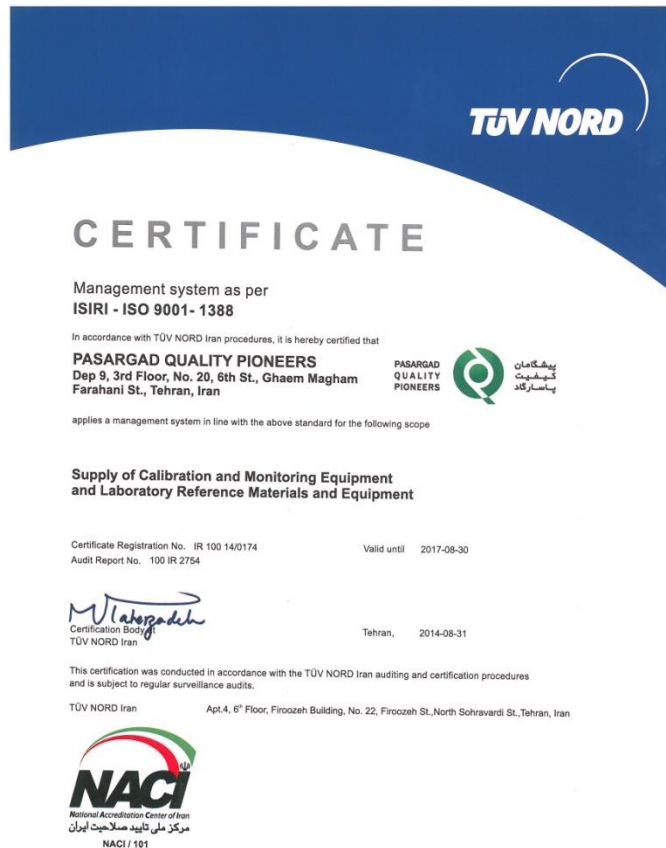 TÜV NORD
CERTIFICATE
Management system as per
ISIRI - ISO 9001- 1388
In accordance with TÜV NORD Iran procedures, it is hereby certified that
PASARGAD QUALITY PIONEERS
Dep 9, 3rd Floor, No. 20, 6th St., Ghaem Magham
Farahani St., Tehran, Iran
PASARGAD
QUALITY
PIONEERS
پیشگامان
کیفیت
پاسارگاد
applies a management system in line with the above standard for the following scope
Supply of Calibration and Monitoring Equipment
and Laboratory Reference Materials and Equipment
Certificate Registration No. IR 100 14/0174
Valid until 2017-08-30
Audit Report No. 100 IR 2754
Certification Body at
TÜV NORD Iran
Tehran, 2014-08-31
This certification was conducted in accordance with the TÜV NORD Iran auditing and certification procedures
and is subject to regular surveillance audits.
TÜV NORD Iran Apt.4, 6th Floor, Firoozeh Building, No. 22, Firoozeh St.,North Sohravardi St.,Tehran, Iran
NACI
National Accreditation Center of Iran
مرکز ملی تایید صلاحیت ایران
NACI / 101